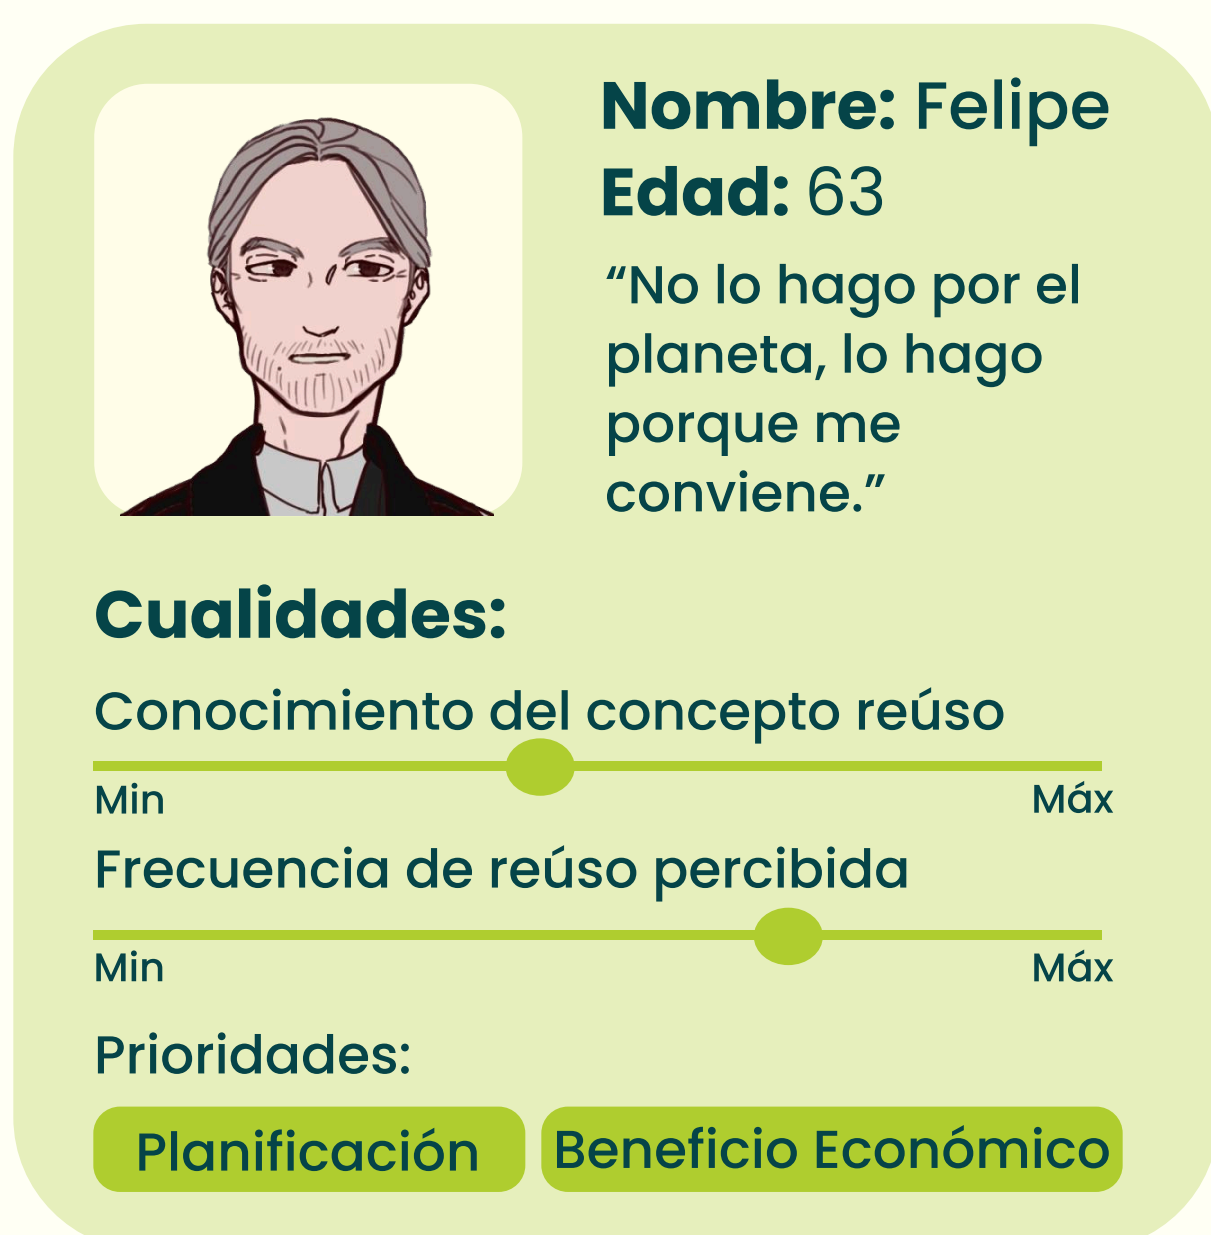 Nombre: Felipe
Edad: 63
“No lo hago por el
planeta, lo hago
porque me
conviene.”
Cualidades:
Conocimiento del concepto reúso
Min Máx
Frecuencia de reúso percibida
Min Máx
Prioridades:
Planificación Beneficio Económico